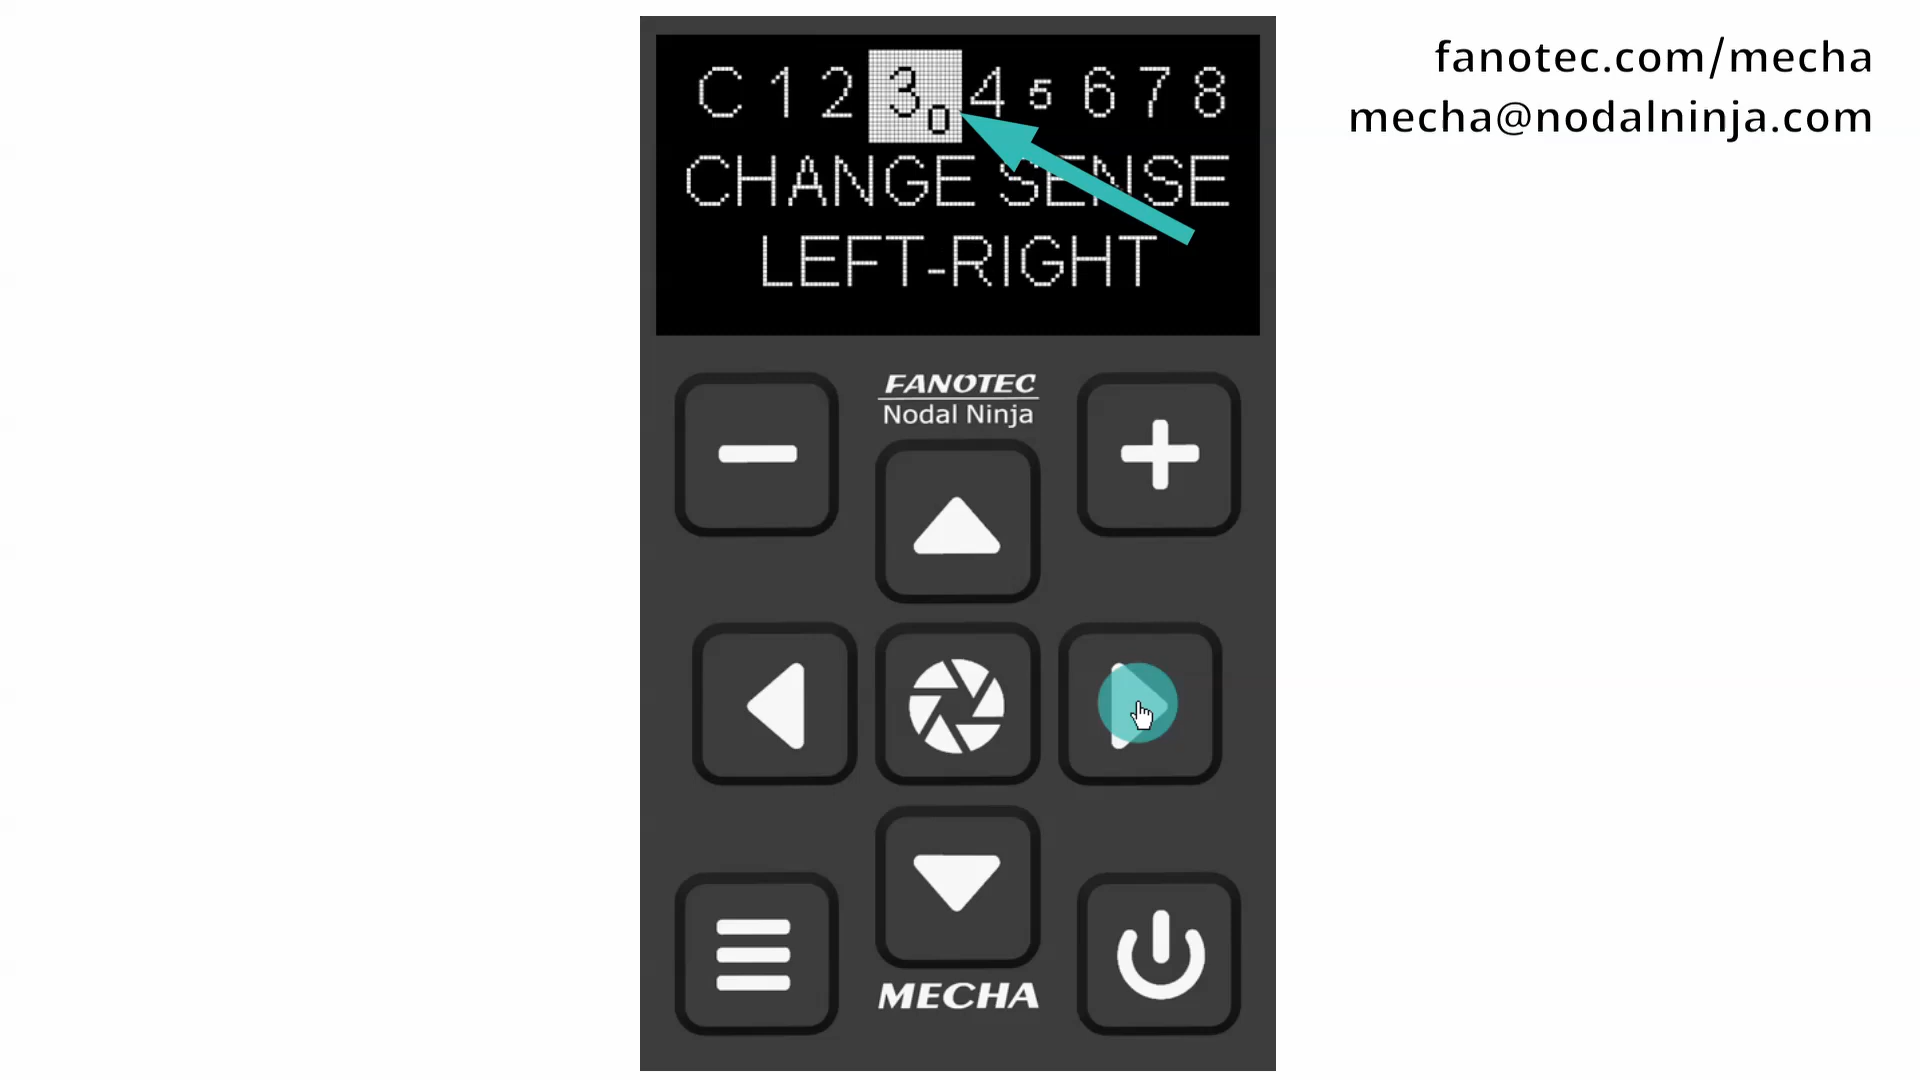 fanotec.com/mecha
mecha@nodalninja.com
C 1 2 3 0 4 5 6 7 8
CHANGE SENSE
LEFT-RIGHT
FANOTEC
Nodal Ninja
MECHA